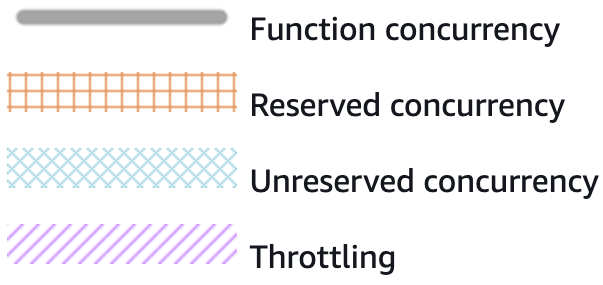 Function concurrency
Reserved concurrency
Unreserved concurrency
Throttling